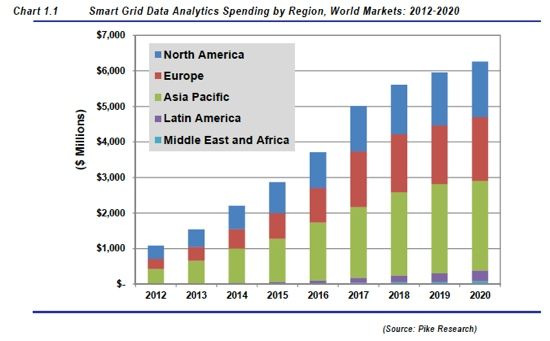 Chart 1.1 Smart Grid Data Analytics Spending by Region, World Markets: 2012-2020
$7,000
$6,000
$5,000
$4,000
$3,000
$2,000
$1,000
$-
($ Millions)
North America
Europe
Asia Pacific
Latin America
Middle East and Africa
2012 2013 2014 2015 2016 2017 2018 2019 2020
(Source: Pike Research)